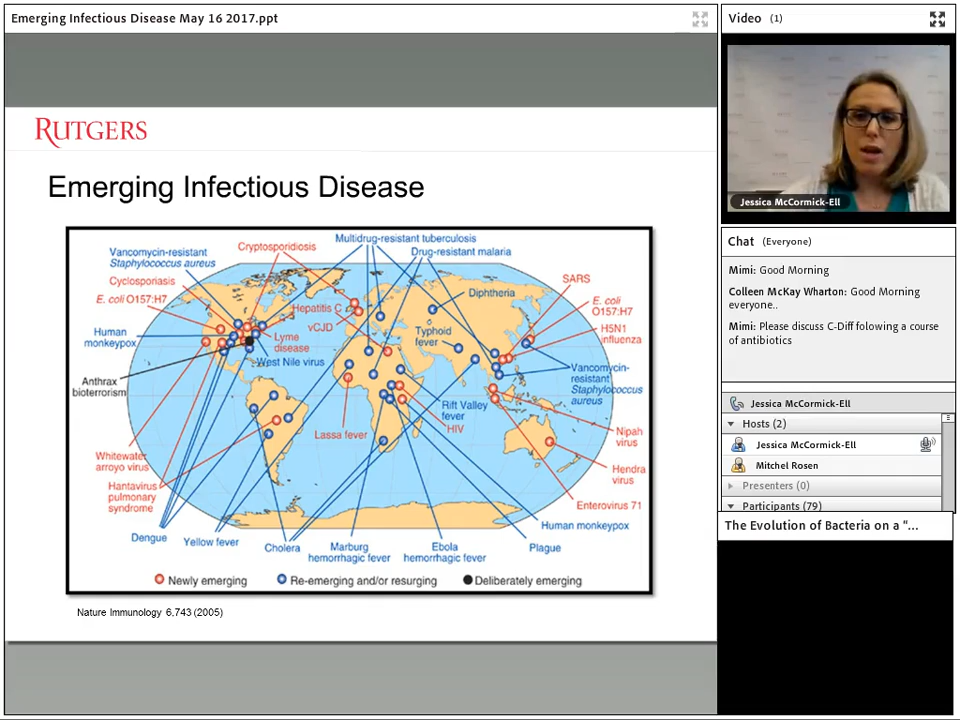 Emerging Infectious Disease May 16 2017.ppt
RUTGERS
Emerging Infectious Disease
Vancomycin-resistant
Staphylococcus aureus
Cryptosporidiosis
Multidrug-resistant tuberculosis
Drug-resistant malaria
Cyclosporiasis
E. coli O157:H7
Human
monkeypox
Anthrax
bioterrorism
Hepatitis C
vCJD
Lyme
disease
West Nile virus
Diphtheria
Typhoid
fever
SARS
E. coli
O157:H7
H5N1
influenza
Vancomycin-
resistant
Staphylococcus
aureus
Rift Valley
fever
HIV
Lassa fever
Nipah
virus
Hendra
virus
Enterovirus 71
Whitewater
arroyo virus
Hantavirus
pulmonary
syndrome
Dengue
Yellow fever
Cholera
Marburg
hemorrhagic fever
Ebola
hemorrhagic fever
Plague
Human monkeypox
Newly emerging
Re-emerging and/or resurging
Deliberately emerging
Nature Immunology 6,743 (2005)
Video (1)
Jessica McCormick-Ell
Chat (Everyone)
Mimi: Good Morning
Colleen McKay Wharton: Good Morning
everyone..
Mimi: Please discuss C-Diff folowing a course
of antibiotics
Jessica McCormick-Ell
Hosts (2)
Jessica McCormick-Ell
Mitchel Rosen
Presenters (0)
Participants (79)
The Evolution of Bacteria on a "...